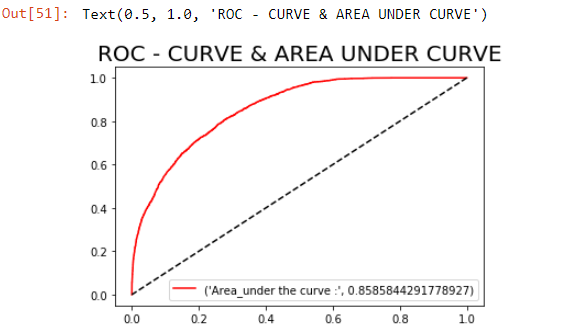 Out[51]: Text(0.5, 1.0, 'ROC - CURVE & AREA UNDER CURVE')
ROC - CURVE & AREA UNDER CURVE
1.0
0.8
0.6
0.4
0.2
0.0
('Area_under the curve :', 0.8585844291778927)
0.0 0.2 0.4 0.6 0.8 1.0